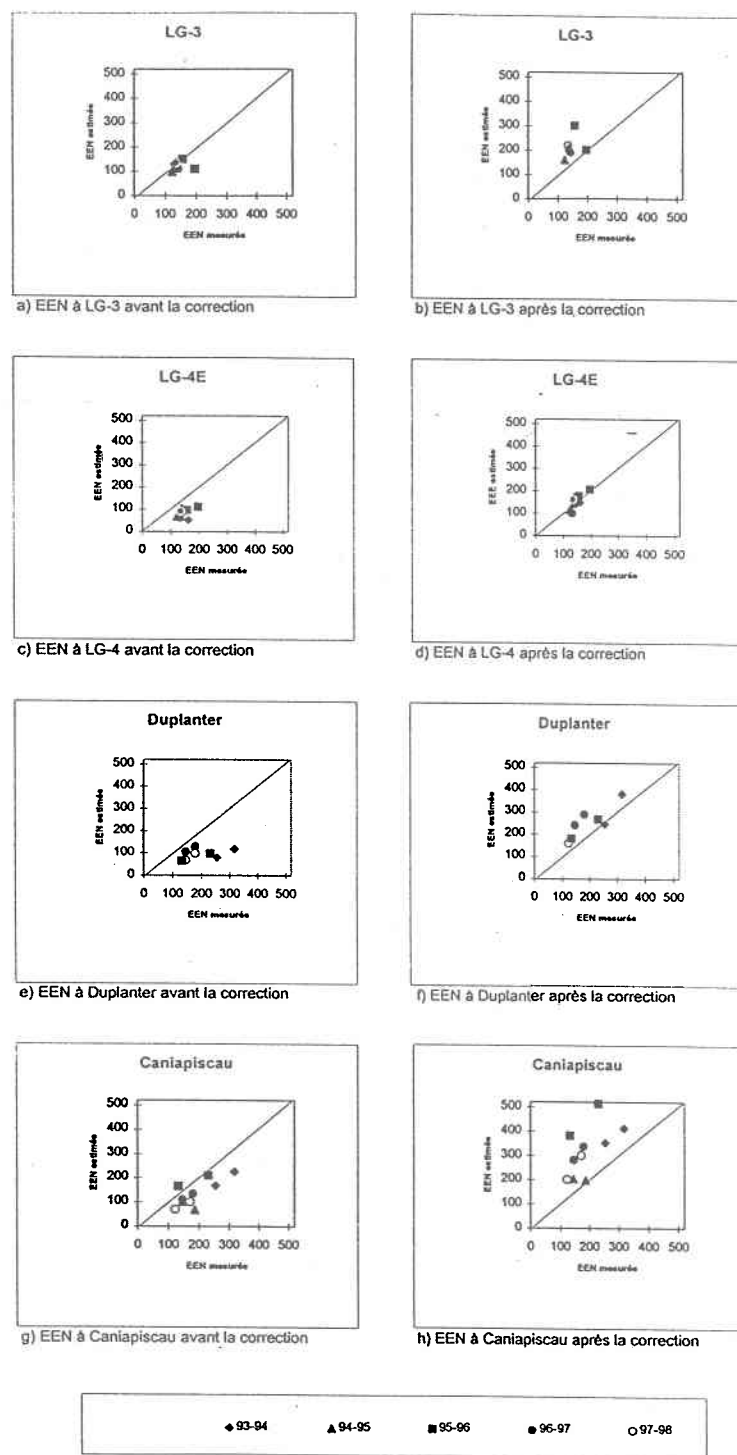 LG-3
500
400
300
200
100
0
EEN estimée
0 100 200 300 400 500
EEN mesurée
a) EEN à LG-3 avant la correction
LG-3
500
400
300
200
100
0
EEN estimée
0 100 200 300 400 500
EEN mesurée
b) EEN à LG-3 après la correction
LG-4E
500
400
300
200
100
0
EEN estimée
0 100 200 300 400 500
EEN mesurée
c) EEN à LG-4 avant la correction
LG-4E
500
400
300
200
100
0
EEE estimée
0 100 200 300 400 500
EEN mesurée
d) EEN à LG-4 après la correction
Duplanter
500
400
300
200
100
0
EEN estimée
0 100 200 300 400 500
EEN mesurée
e) EEN à Duplanter avant la correction
Duplanter
500
400
300
200
100
0
EEN estimée
0 100 200 300 400 500
EEN mesurée
f) EEN à Duplanter après la correction
Caniapiscau
500
400
300
200
100
0
EEN estimée
0 100 200 300 400 500
EEN mesurée
g) EEN à Caniapiscau avant la correction
Caniapiscau
500
400
300
200
100
0
EEN estimée
0 100 200 300 400 500
EEN mesurée
h) EEN à Caniapiscau après la correction
93-94 94-95 95-96 96-97 97-98